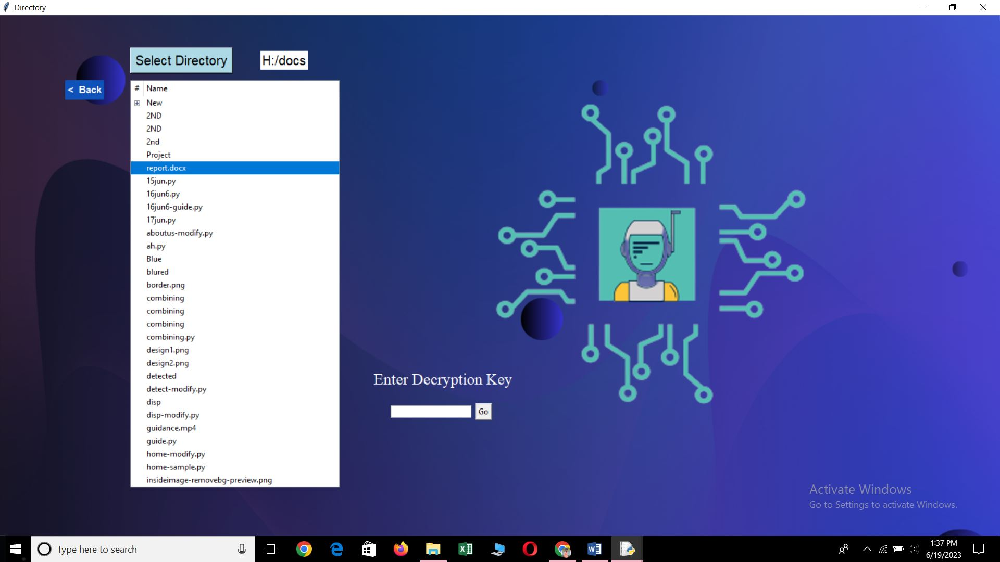 Directory
Select Directory
H:/docs
< Back
# Name
New
2ND
2ND
2nd
Project
report.docx
15jun.py
16jun6.py
16jun6-guide.py
17jun.py
aboutus-modify.py
ah.py
Blue
blured
border.png
combining
combining
combining
combining.py
design1.png
design2.png
detected
detect-modify.py
disp
disp-modify.py
guidance.mp4
guide.py
home-modify.py
home-sample.py
insideimage-removebg-preview.png
Enter Decryption Key
Go
Activate Windows
Go to Settings to activate Windows.
Type here to search
1:37 PM
6/19/2023